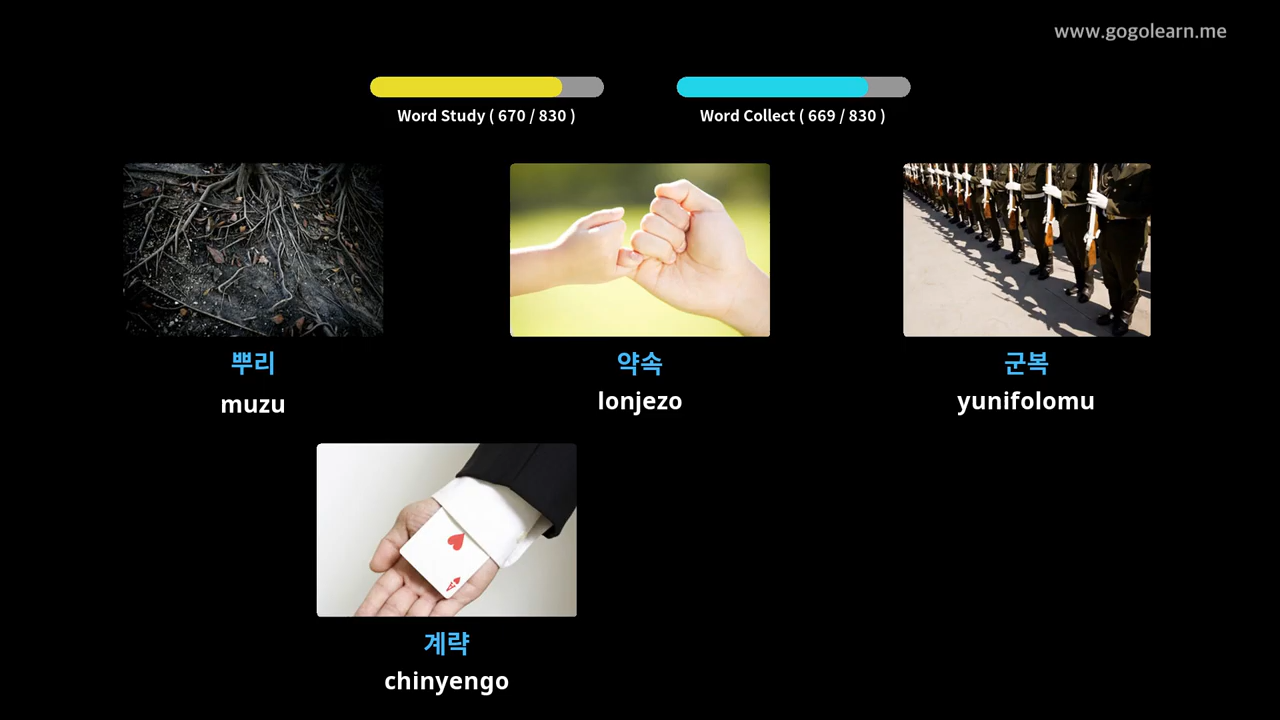 www.gogolearn.me
Word Study ( 670 / 830 )
Word Collect ( 669 / 830 )
뿌리
muzu
약속
lonjezo
군복
yunifolomu
계략
chinyengo